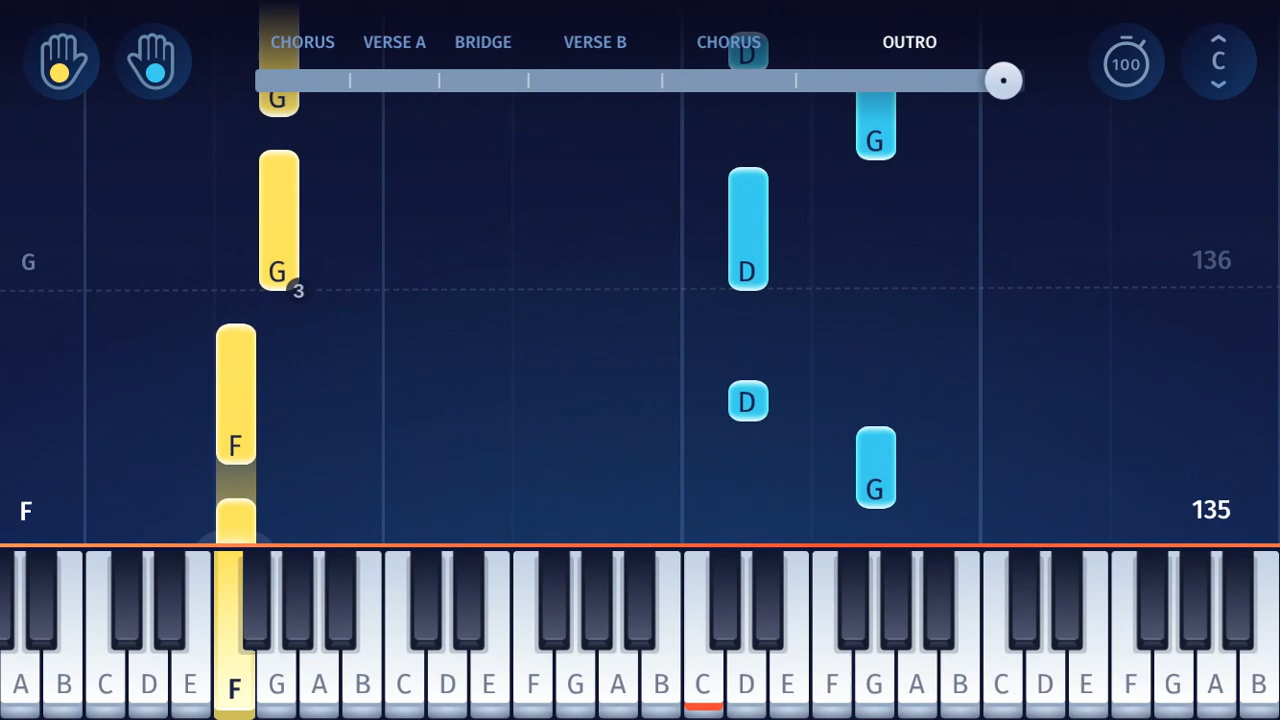 CHORUS VERSE A BRIDGE VERSE B CHORUS OUTRO
D
100 C
G
G
G D 136
G
3
F
D
G
F 135
A B C D E F G A B C D E F G A B C D E F G A B C D E F G A B